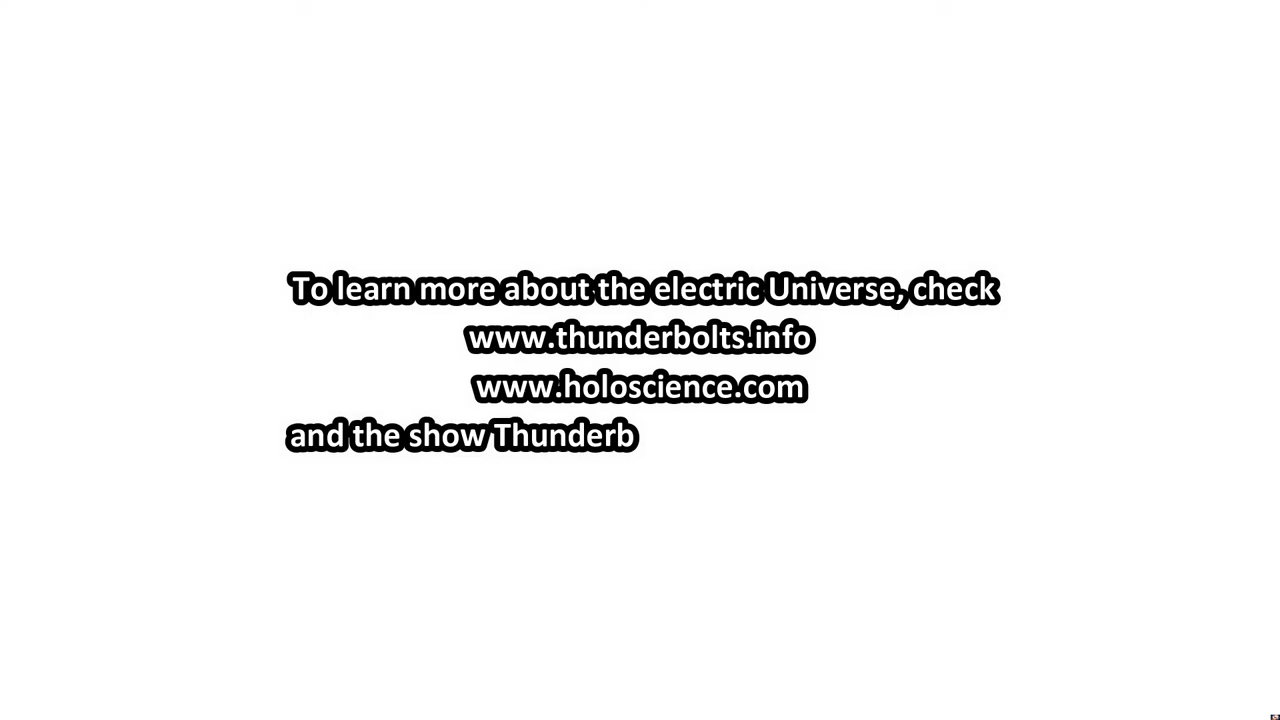 To learn more about the electric Universe, check
www.thunderbolts.info
www.holoscience.com
and the show Thunderb